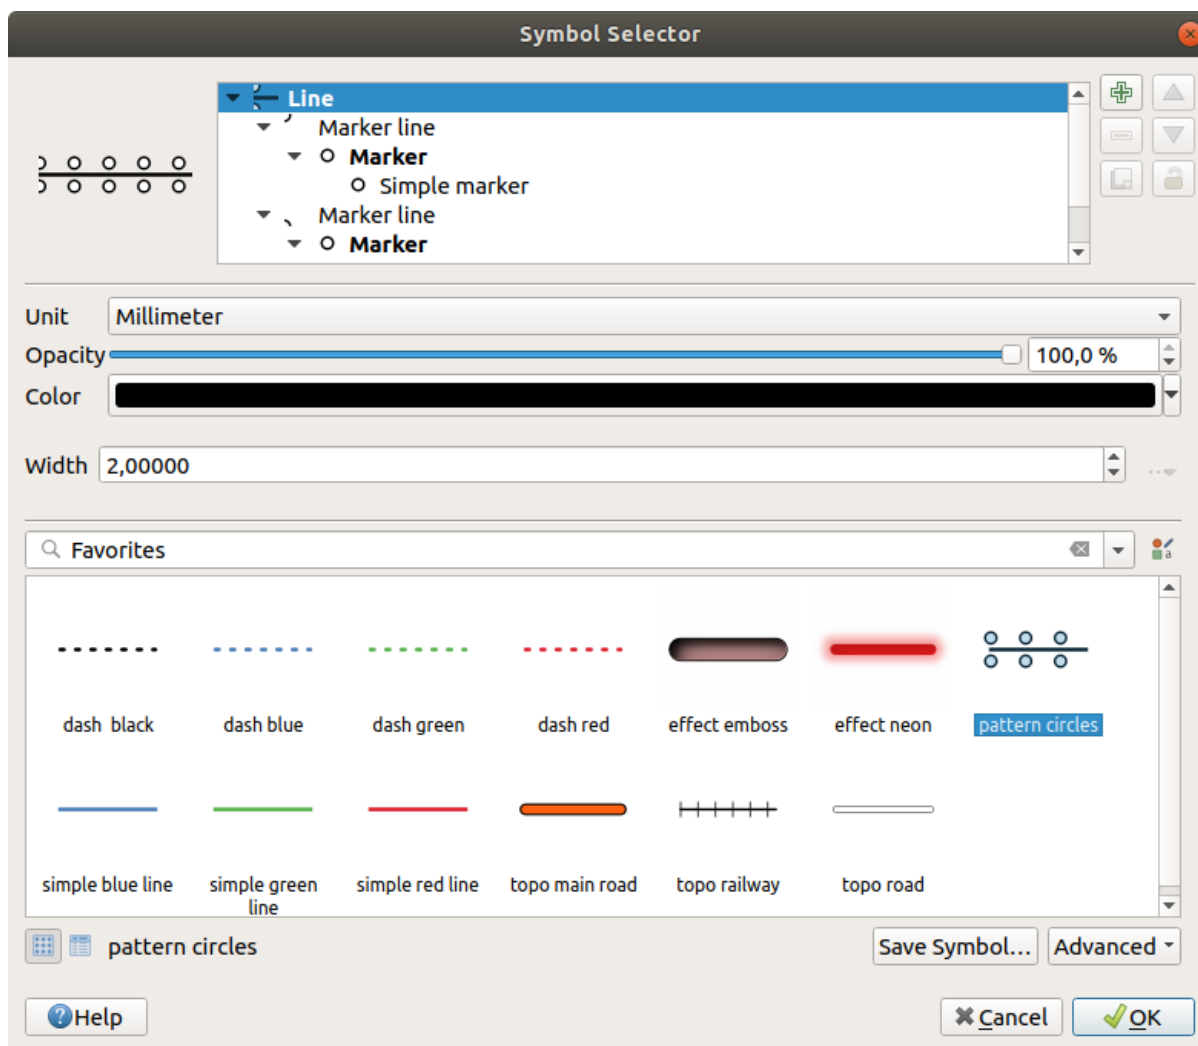 Symbol Selector
Line
Marker line
Marker
Simple marker
Marker line
Marker
Unit Millimeter
Opacity 100,0 %
Color
Width 2,00000
Favorites
dash  black dash blue dash green dash red effect emboss effect neon pattern circles
simple blue line simple green line simple red line topo main road topo railway topo road
pattern circles Save Symbol... Advanced
Help Cancel OK